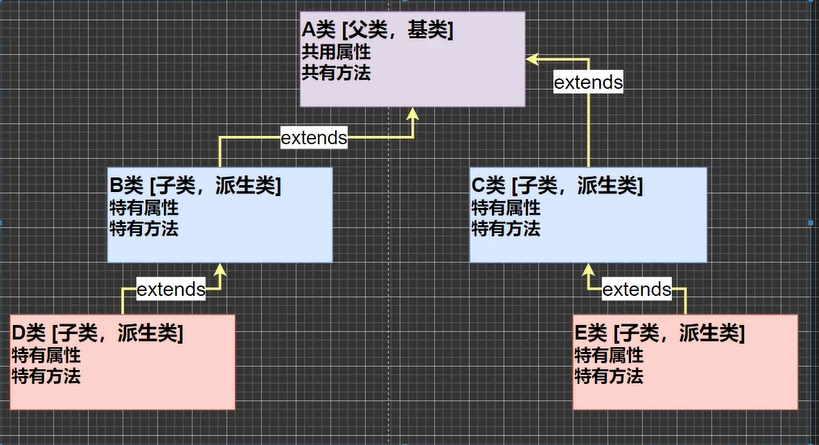 A类 [父类，基类]
共用属性
共有方法
extends
extends
B类 [子类，派生类]
特有属性
特有方法
C类 [子类，派生类]
特有属性
特有方法
extends
extends
D类 [子类，派生类]
特有属性
特有方法
E类 [子类，派生类]
特有属性
特有方法